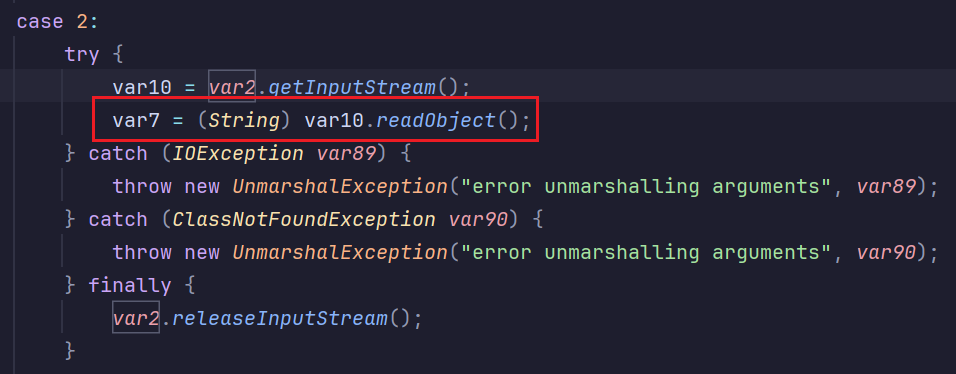 case 2:
try {
var10 = var2.getInputStream();
var7 = (String) var10.readObject();
} catch (IOException var89) {
throw new UnmarshalException("error unmarshalling arguments", var89);
} catch (ClassNotFoundException var90) {
throw new UnmarshalException("error unmarshalling arguments", var90);
} finally {
var2.releaseInputStream();
}